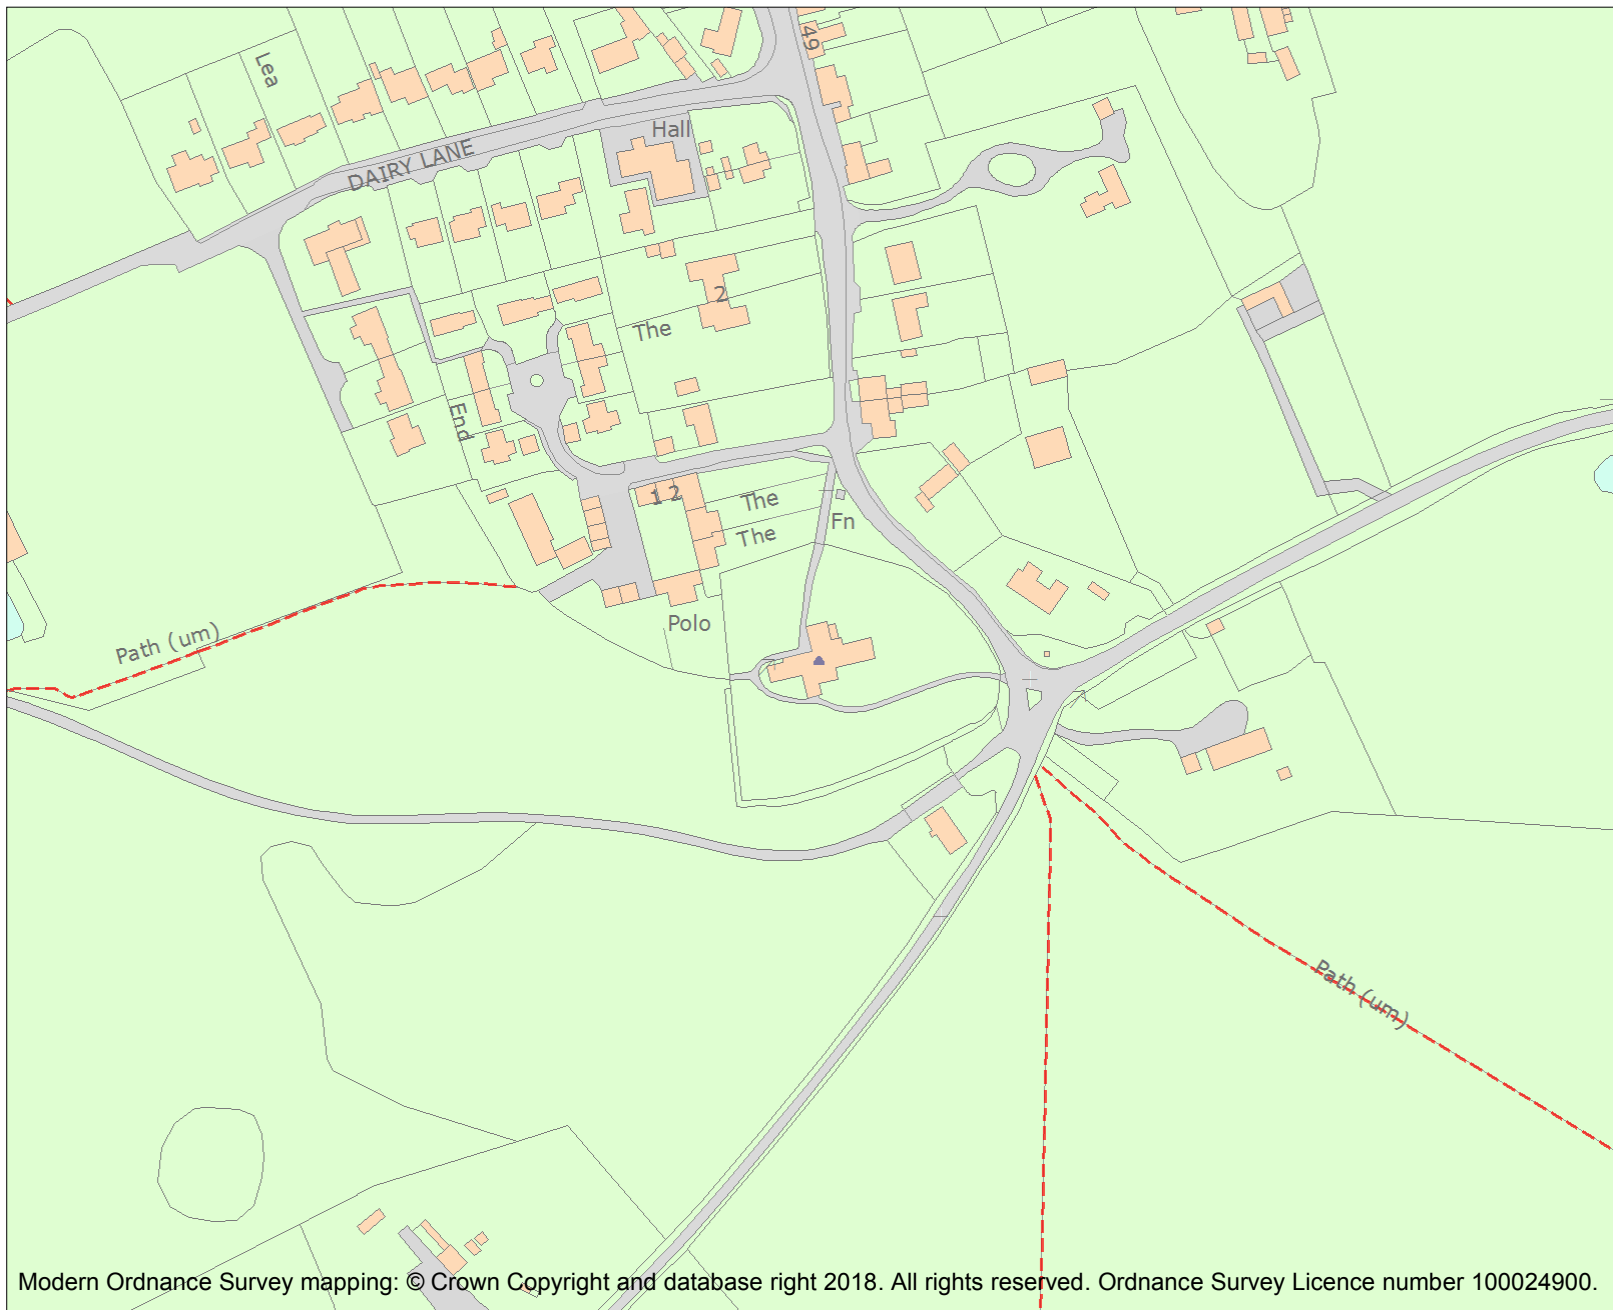 49
Lea
Hall
DAIRY LANE
2
The
End
1 2
The
Fn
The
Polo
Path (um)
Path (um)
Modern Ordnance Survey mapping: © Crown Copyright and database right 2018. All rights reserved. Ordnance Survey Licence number 100024900.